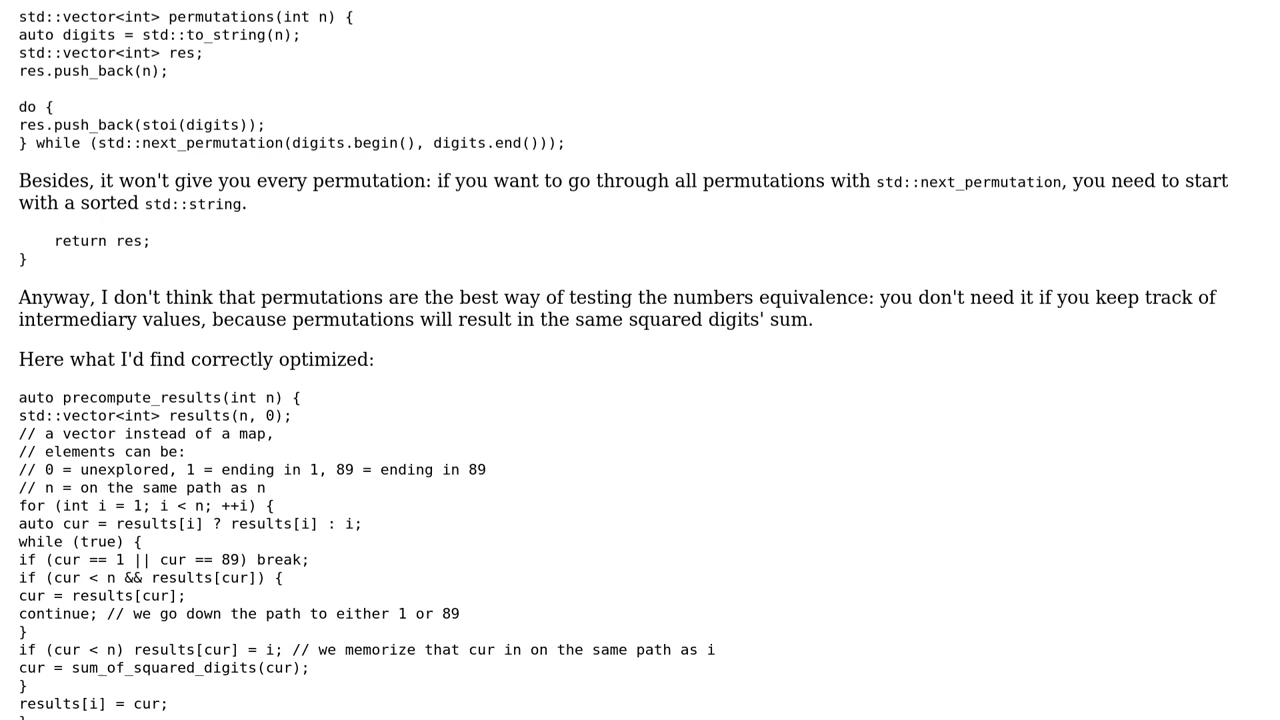 std::vector<int> permutations(int n) {
auto digits = std::to_string(n);
std::vector<int> res;
res.push_back(n);
do {
res.push_back(stoi(digits));
} while (std::next_permutation(digits.begin(), digits.end()));
Besides, it won't give you every permutation: if you want to go through all permutations with std::next_permutation, you need to start
with a sorted std::string.
return res;
}
Anyway, I don't think that permutations are the best way of testing the numbers equivalence: you don't need it if you keep track of
intermediary values, because permutations will result in the same squared digits' sum.
Here what I'd find correctly optimized:
auto precompute_results(int n) {
std::vector<int> results(n, 0);
// a vector instead of a map,
// elements can be:
// 0 = unexplored, 1 = ending in 1, 89 = ending in 89
// n = on the same path as n
for (int i = 1; i < n; ++i) {
auto cur = results[i] ? results[i] : i;
while (true) {
if (cur == 1 || cur == 89) break;
if (cur < n && results[cur]) {
cur = results[cur];
continue; // we go down the path to either 1 or 89
}
if (cur < n) results[cur] = i; // we memorize that cur in on the same path as i
cur = sum_of_squared_digits(cur);
}
results[i] = cur;
}